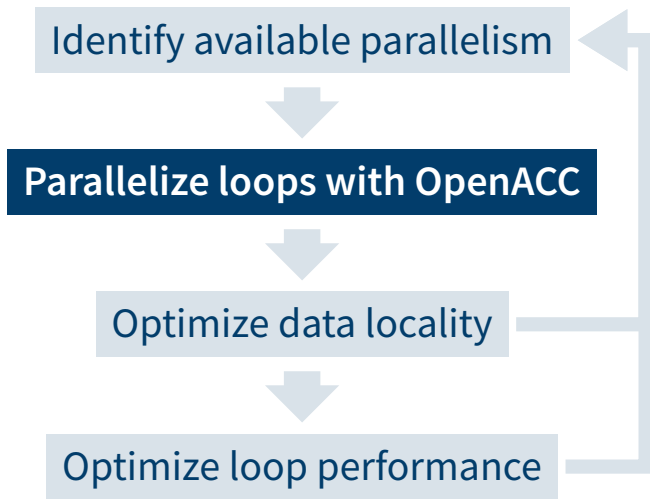 Identify available parallelism
Parallelize loops with OpenACC
Optimize data locality
Optimize loop performance